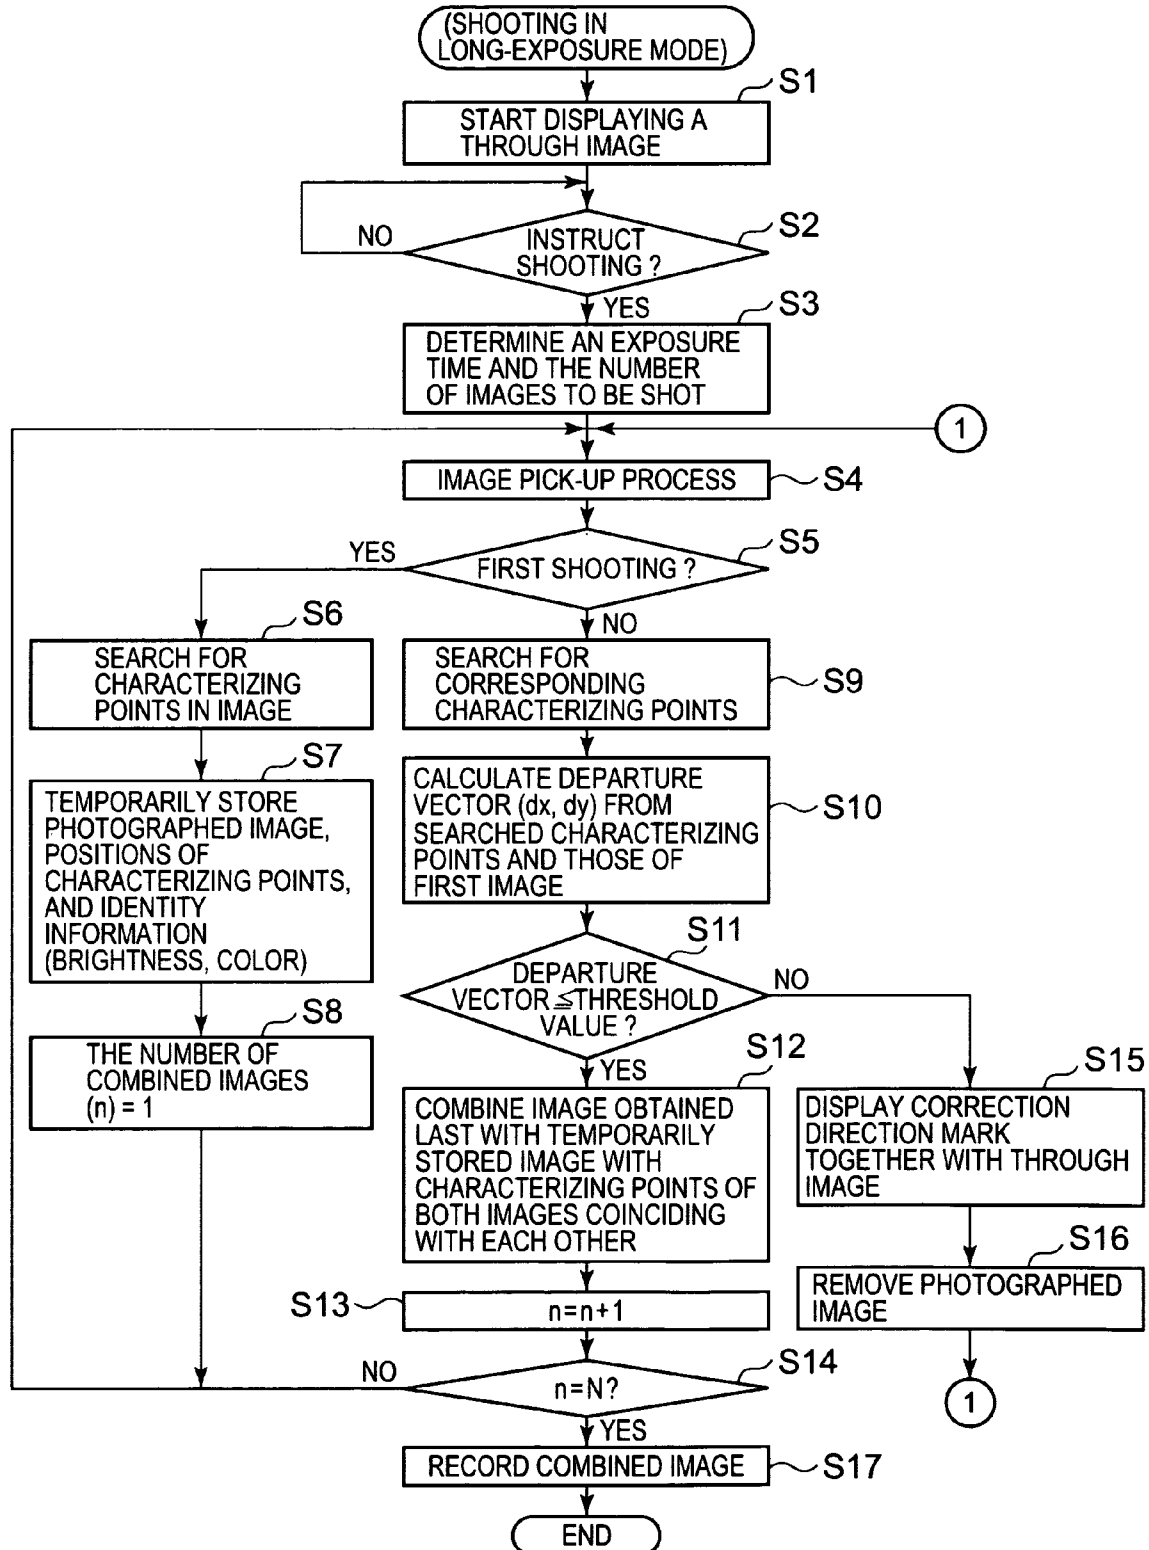 (SHOOTING IN
LONG-EXPOSURE MODE)
S1
START DISPLAYING A
THROUGH IMAGE
S2
NO
INSTRUCT
SHOOTING ?
YES
S3
DETERMINE AN EXPOSURE
TIME AND THE NUMBER
OF IMAGES TO BE SHOT
1
IMAGE PICK-UP PROCESS
S4
S5
YES
FIRST SHOOTING ?
NO
S6
SEARCH FOR
CHARACTERIZING
POINTS IN IMAGE
SEARCH FOR
CORRESPONDING
CHARACTERIZING POINTS
S9
S7
TEMPORARILY STORE
PHOTOGRAPHED IMAGE,
POSITIONS OF
CHARACTERIZING POINTS,
AND IDENTITY
INFORMATION
(BRIGHTNESS, COLOR)
CALCULATE DEPARTURE
VECTOR (dx, dy) FROM
SEARCHED CHARACTERIZING
POINTS AND THOSE OF
FIRST IMAGE
S10
S11
DEPARTURE
VECTOR ≦THRESHOLD
VALUE ?
NO
YES
S8
THE NUMBER OF
COMBINED IMAGES
(n) = 1
S12
COMBINE IMAGE OBTAINED
LAST WITH TEMPORARILY
STORED IMAGE WITH
CHARACTERIZING POINTS OF
BOTH IMAGES COINCIDING
WITH EACH OTHER
S15
DISPLAY CORRECTION
DIRECTION MARK
TOGETHER WITH THROUGH
IMAGE
S16
REMOVE PHOTOGRAPHED
IMAGE
1
S13
n=n+1
S14
NO
n=N?
YES
RECORD COMBINED IMAGE
S17
END